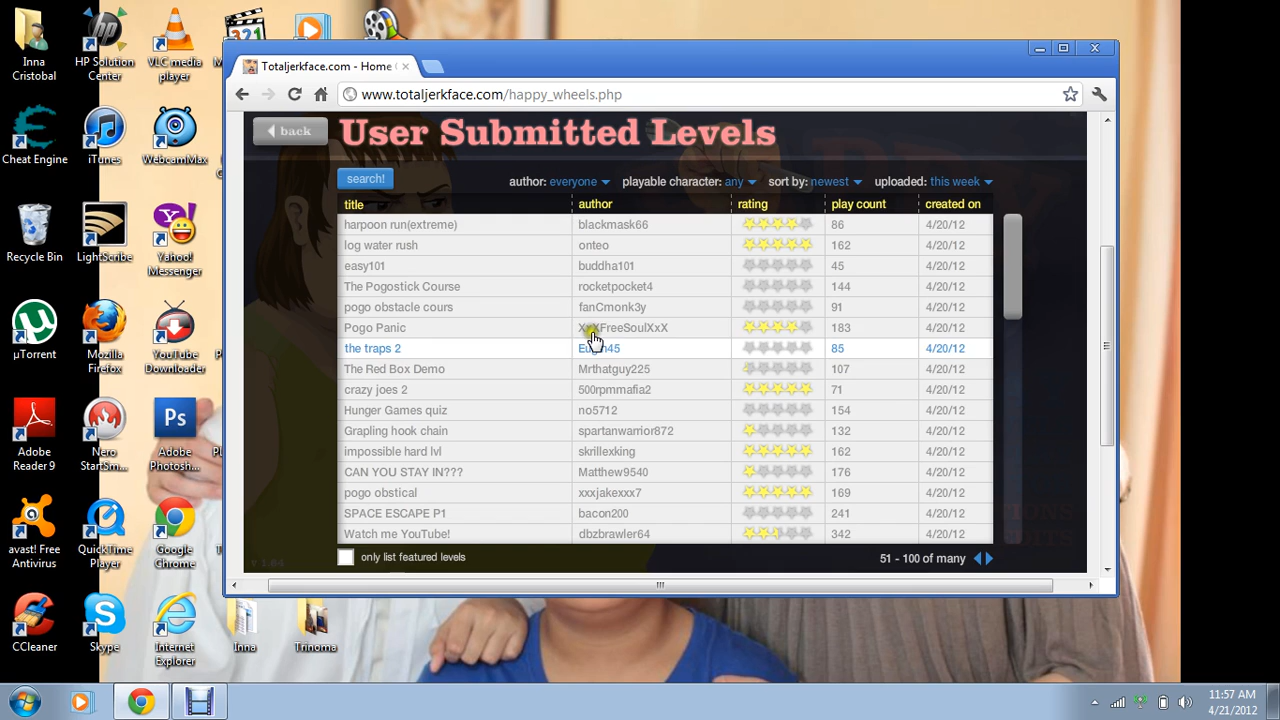 Inna Cristobal
HP Solution Center
VLC media player
321
Totaljerkface.com - Home
www.totaljerkface.com/happy_wheels.php
Cheat Engine
iTunes
WebcamMax
Recycle Bin
LightScribe
Yahoo! Messenger
µTorrent
Mozilla Firefox
YouTube Downloader
Adobe Reader 9
Nero StartSm...
Adobe Photosh...
avast! Free Antivirus
QuickTime Player
Google Chrome
CCleaner
Skype
Internet Explorer
Inna
Trinoma
back
User Submitted Levels
search!
author: everyone playable character: any sort by: newest uploaded: this week
title author rating play count created on
harpoon run(extreme) blackmask66 86 4/20/12
log water rush onteo 162 4/20/12
easy101 buddha101 45 4/20/12
The Pogostick Course rocketpocket4 144 4/20/12
pogo obstacle cours fanCmonk3y 91 4/20/12
Pogo Panic 183 4/20/12
the traps 2 85 4/20/12
The Red Box Demo Mrthatguy225 107 4/20/12
crazy joes 2 500rpmmafia2 71 4/20/12
Hunger Games quiz no5712 154 4/20/12
Grapling hook chain spartanwarrior872 132 4/20/12
impossible hard lvl skrillexking 162 4/20/12
CAN YOU STAY IN??? Matthew9540 176 4/20/12
pogo obstical xxxjakexxx7 169 4/20/12
SPACE ESCAPE P1 bacon200 241 4/20/12
Watch me YouTube! dbzbrawler64 342 4/20/12
only list featured levels 51 - 100 of many
11:57 AM
4/21/2012